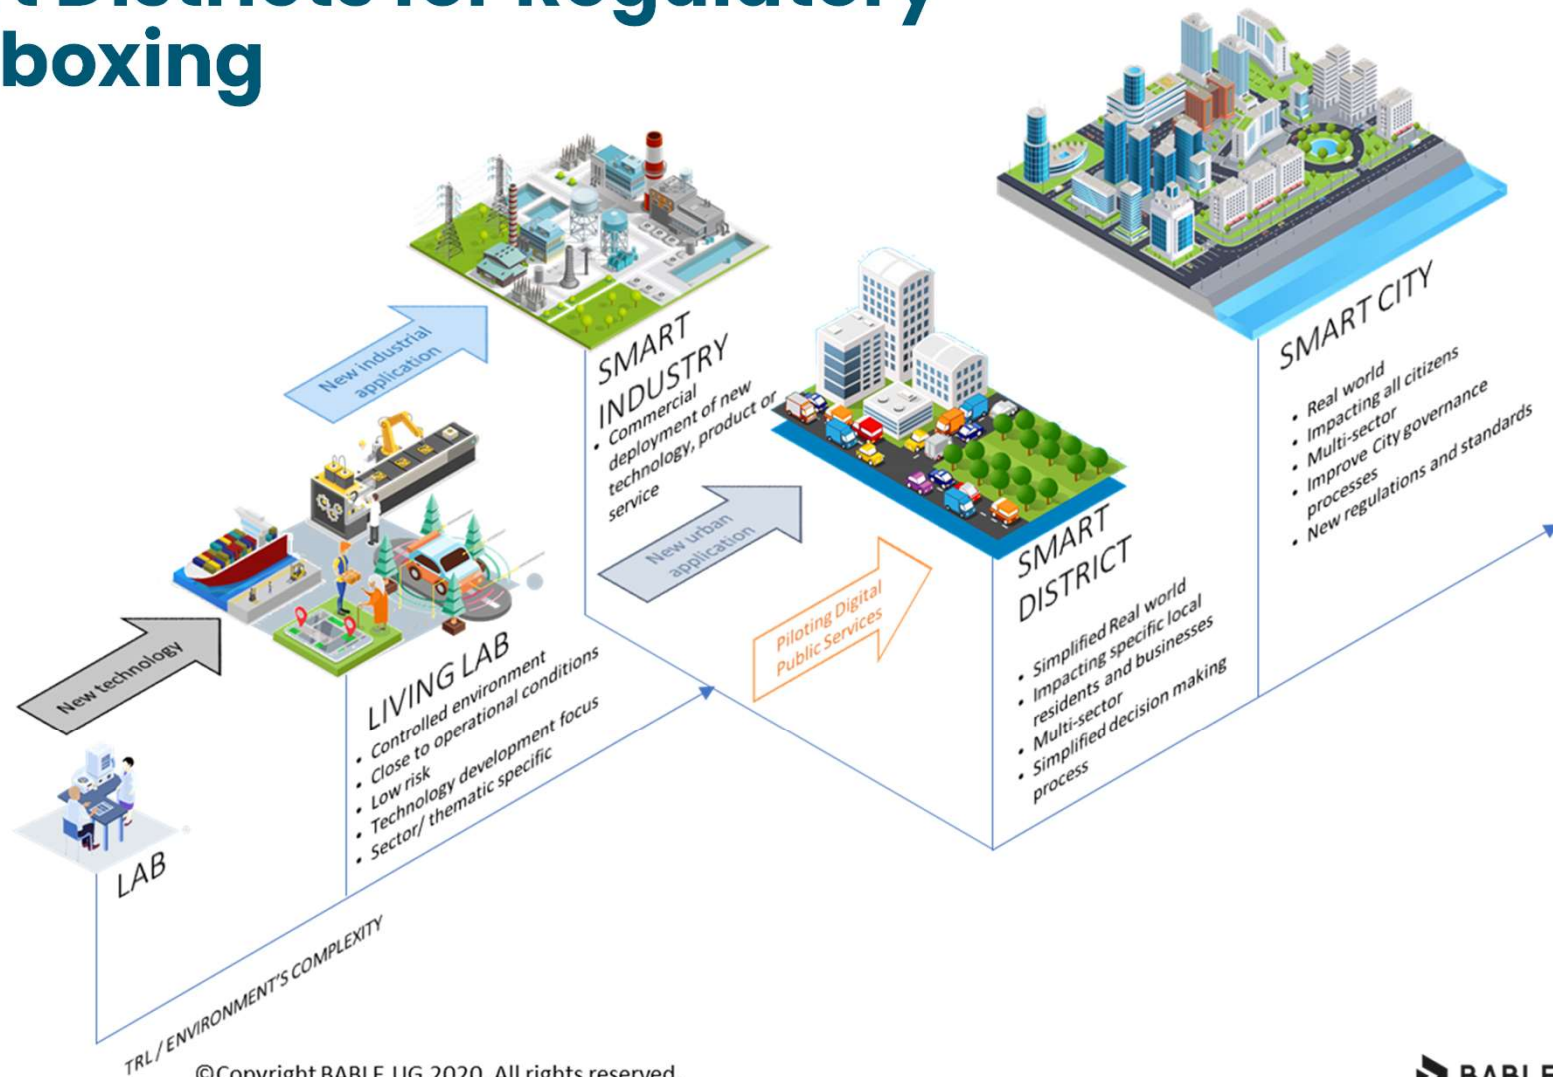 t Districts for Regulatory
boxing
SMART CITY
• Real world
• Impacting all citizens
• Multi-sector
• Improve City governance
processes
• New regulations and standards
New industrial
application
SMART
INDUSTRY
• Commercial
deployment of new
technology, product or
service
New urban
application
SMART
DISTRICT
• Simplified Real world
• Impacting specific local
residents and businesses
• Multi-sector
• Simplified decision making
process
Piloting Digital
Public Services
New technology
LIVING LAB
• Controlled environment
• Close to operational conditions
• Low risk
• Technology development focus
• Sector/ thematic specific
LAB
TRL / ENVIRONMENT'S COMPLEXITY
©Copyright BABLE UG 2020. All rights reserved
BABLE